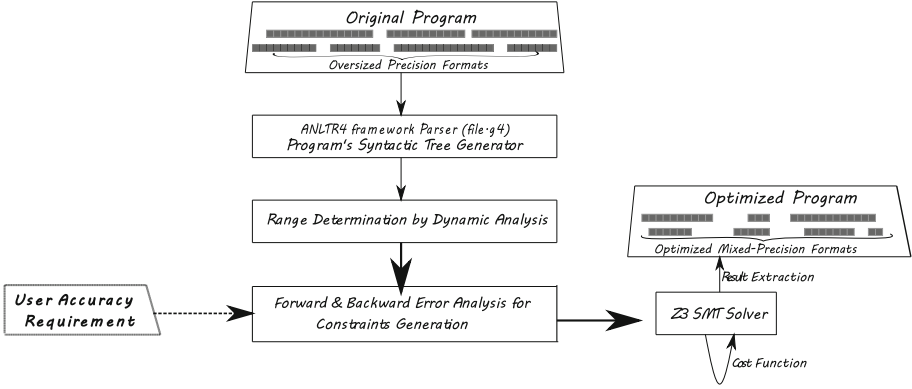 Original Program
Oversized Precision Formats
ANLTR4 framework Parser (file.g4)
Program's Syntactic Tree Generator
Range Determination by Dynamic Analysis
Optimized Program
Optimized Mixed-Precision Formats
Result Extraction
User Accuracy
Requirement
Forward & Backward Error Analysis for
Constraints Generation
Z3 SMT Solver
Cost Function